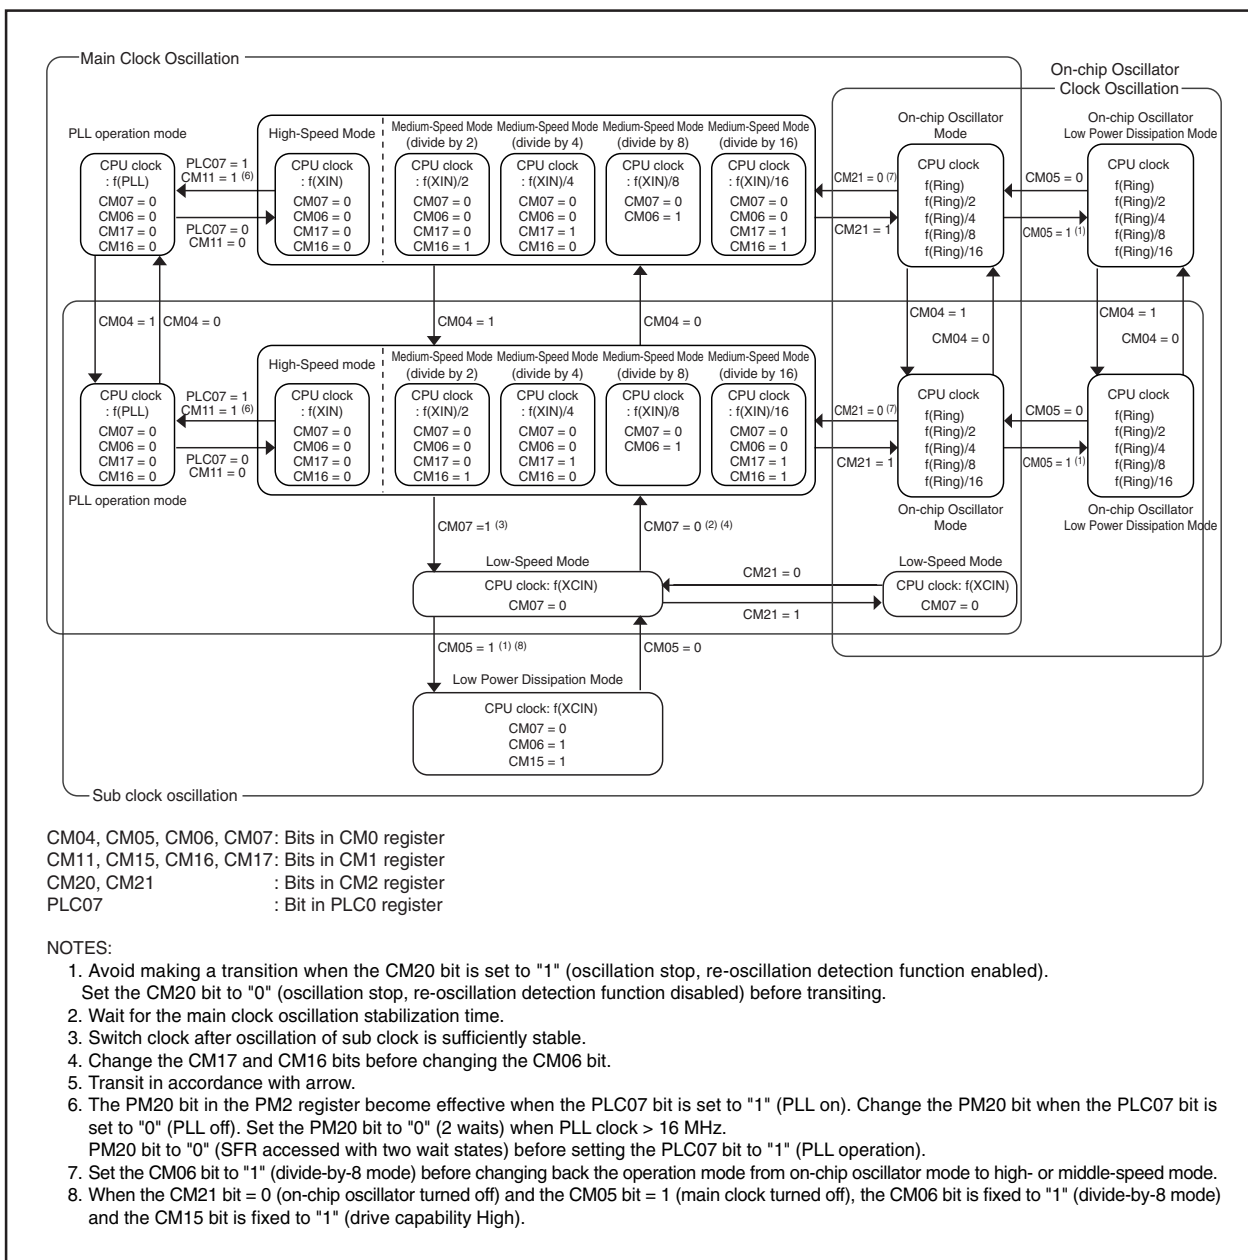 Main Clock Oscillation
On-chip Oscillator
Clock Oscillation
PLL operation mode
CPU clock
: f(PLL)
CM07 = 0
CM06 = 0
CM17 = 0
CM16 = 0
PLC07 = 1
CM11 = 1 (6)
PLC07 = 0
CM11 = 0
High-Speed Mode
CPU clock
: f(XIN)
CM07 = 0
CM06 = 0
CM17 = 0
CM16 = 0
Medium-Speed Mode
(divide by 2)
CPU clock
: f(XIN)/2
CM07 = 0
CM06 = 0
CM17 = 0
CM16 = 1
Medium-Speed Mode
(divide by 4)
CPU clock
: f(XIN)/4
CM07 = 0
CM06 = 0
CM17 = 1
CM16 = 0
Medium-Speed Mode
(divide by 8)
CPU clock
: f(XIN)/8
CM07 = 0
CM06 = 1
Medium-Speed Mode
(divide by 16)
CPU clock
: f(XIN)/16
CM07 = 0
CM06 = 0
CM17 = 1
CM16 = 1
CM21 = 0 (7)
CM21 = 1
On-chip Oscillator
Mode
CPU clock
f(Ring)
f(Ring)/2
f(Ring)/4
f(Ring)/8
f(Ring)/16
CM05 = 0
CM05 = 1 (1)
On-chip Oscillator
Low Power Dissipation Mode
CPU clock
f(Ring)
f(Ring)/2
f(Ring)/4
f(Ring)/8
f(Ring)/16
CM04 = 1
CM04 = 0
CM04 = 1
CM04 = 0
CM04 = 1
CM04 = 0
CM04 = 1
CM04 = 0
CPU clock
: f(PLL)
CM07 = 0
CM06 = 0
CM17 = 0
CM16 = 0
PLL operation mode
PLC07 = 1
CM11 = 1 (6)
PLC07 = 0
CM11 = 0
High-Speed mode
CPU clock
: f(XIN)
CM07 = 0
CM06 = 0
CM17 = 0
CM16 = 0
Medium-Speed Mode
(divide by 2)
CPU clock
: f(XIN)/2
CM07 = 0
CM06 = 0
CM17 = 0
CM16 = 1
Medium-Speed Mode
(divide by 4)
CPU clock
: f(XIN)/4
CM07 = 0
CM06 = 0
CM17 = 1
CM16 = 0
Medium-Speed Mode
(divide by 8)
CPU clock
: f(XIN)/8
CM07 = 0
CM06 = 1
Medium-Speed Mode
(divide by 16)
CPU clock
: f(XIN)/16
CM07 = 0
CM06 = 0
CM17 = 1
CM16 = 1
CM21 = 0 (7)
CM21 = 1
CPU clock
f(Ring)
f(Ring)/2
f(Ring)/4
f(Ring)/8
f(Ring)/16
On-chip Oscillator
Mode
CM05 = 0
CM05 = 1 (1)
CPU clock
f(Ring)
f(Ring)/2
f(Ring)/4
f(Ring)/8
f(Ring)/16
On-chip Oscillator
Low Power Dissipation Mode
CM07 =1 (3)
CM07 = 0 (2) (4)
Low-Speed Mode
CPU clock: f(XCIN)
CM07 = 0
CM21 = 0
CM21 = 1
Low-Speed Mode
CPU clock: f(XCIN)
CM07 = 0
CM05 = 1 (1) (8)
CM05 = 0
Low Power Dissipation Mode
CPU clock: f(XCIN)
CM07 = 0
CM06 = 1
CM15 = 1
Sub clock oscillation
CM04, CM05, CM06, CM07: Bits in CM0 register
CM11, CM15, CM16, CM17: Bits in CM1 register
CM20, CM21 : Bits in CM2 register
PLC07 : Bit in PLC0 register
NOTES:
1. Avoid making a transition when the CM20 bit is set to "1" (oscillation stop, re-oscillation detection function enabled).
Set the CM20 bit to "0" (oscillation stop, re-oscillation detection function disabled) before transiting.
2. Wait for the main clock oscillation stabilization time.
3. Switch clock after oscillation of sub clock is sufficiently stable.
4. Change the CM17 and CM16 bits before changing the CM06 bit.
5. Transit in accordance with arrow.
6. The PM20 bit in the PM2 register become effective when the PLC07 bit is set to "1" (PLL on). Change the PM20 bit when the PLC07 bit is
set to "0" (PLL off). Set the PM20 bit to "0" (2 waits) when PLL clock > 16 MHz.
PM20 bit to "0" (SFR accessed with two wait states) before setting the PLC07 bit to "1" (PLL operation).
7. Set the CM06 bit to "1" (divide-by-8 mode) before changing back the operation mode from on-chip oscillator mode to high- or middle-speed mode.
8. When the CM21 bit = 0 (on-chip oscillator turned off) and the CM05 bit = 1 (main clock turned off), the CM06 bit is fixed to "1" (divide-by-8 mode)
and the CM15 bit is fixed to "1" (drive capability High).